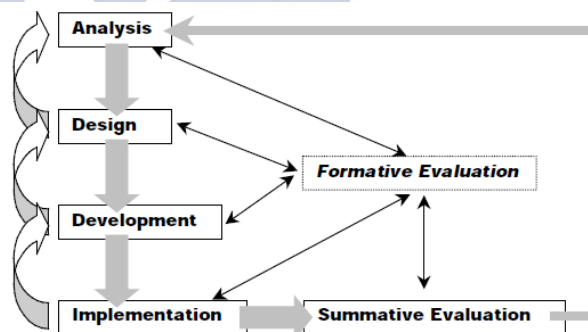 Analysis
Design
Formative Evaluation
Development
Implementation
Summative Evaluation